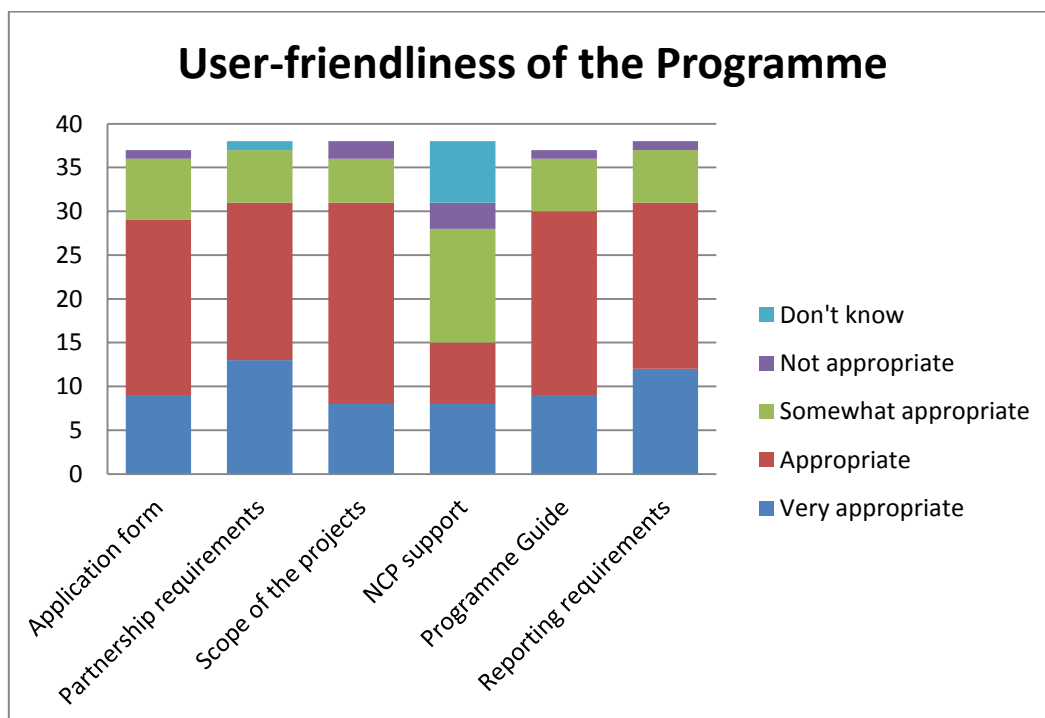 User-friendliness of the Programme
40
35
30
25
20
15
10
5
0
Application form
Partnership requirements
Scope of the projects
NCP support
Programme Guide
Reporting requirements
Don't know
Not appropriate
Somewhat appropriate
Appropriate
Very appropriate